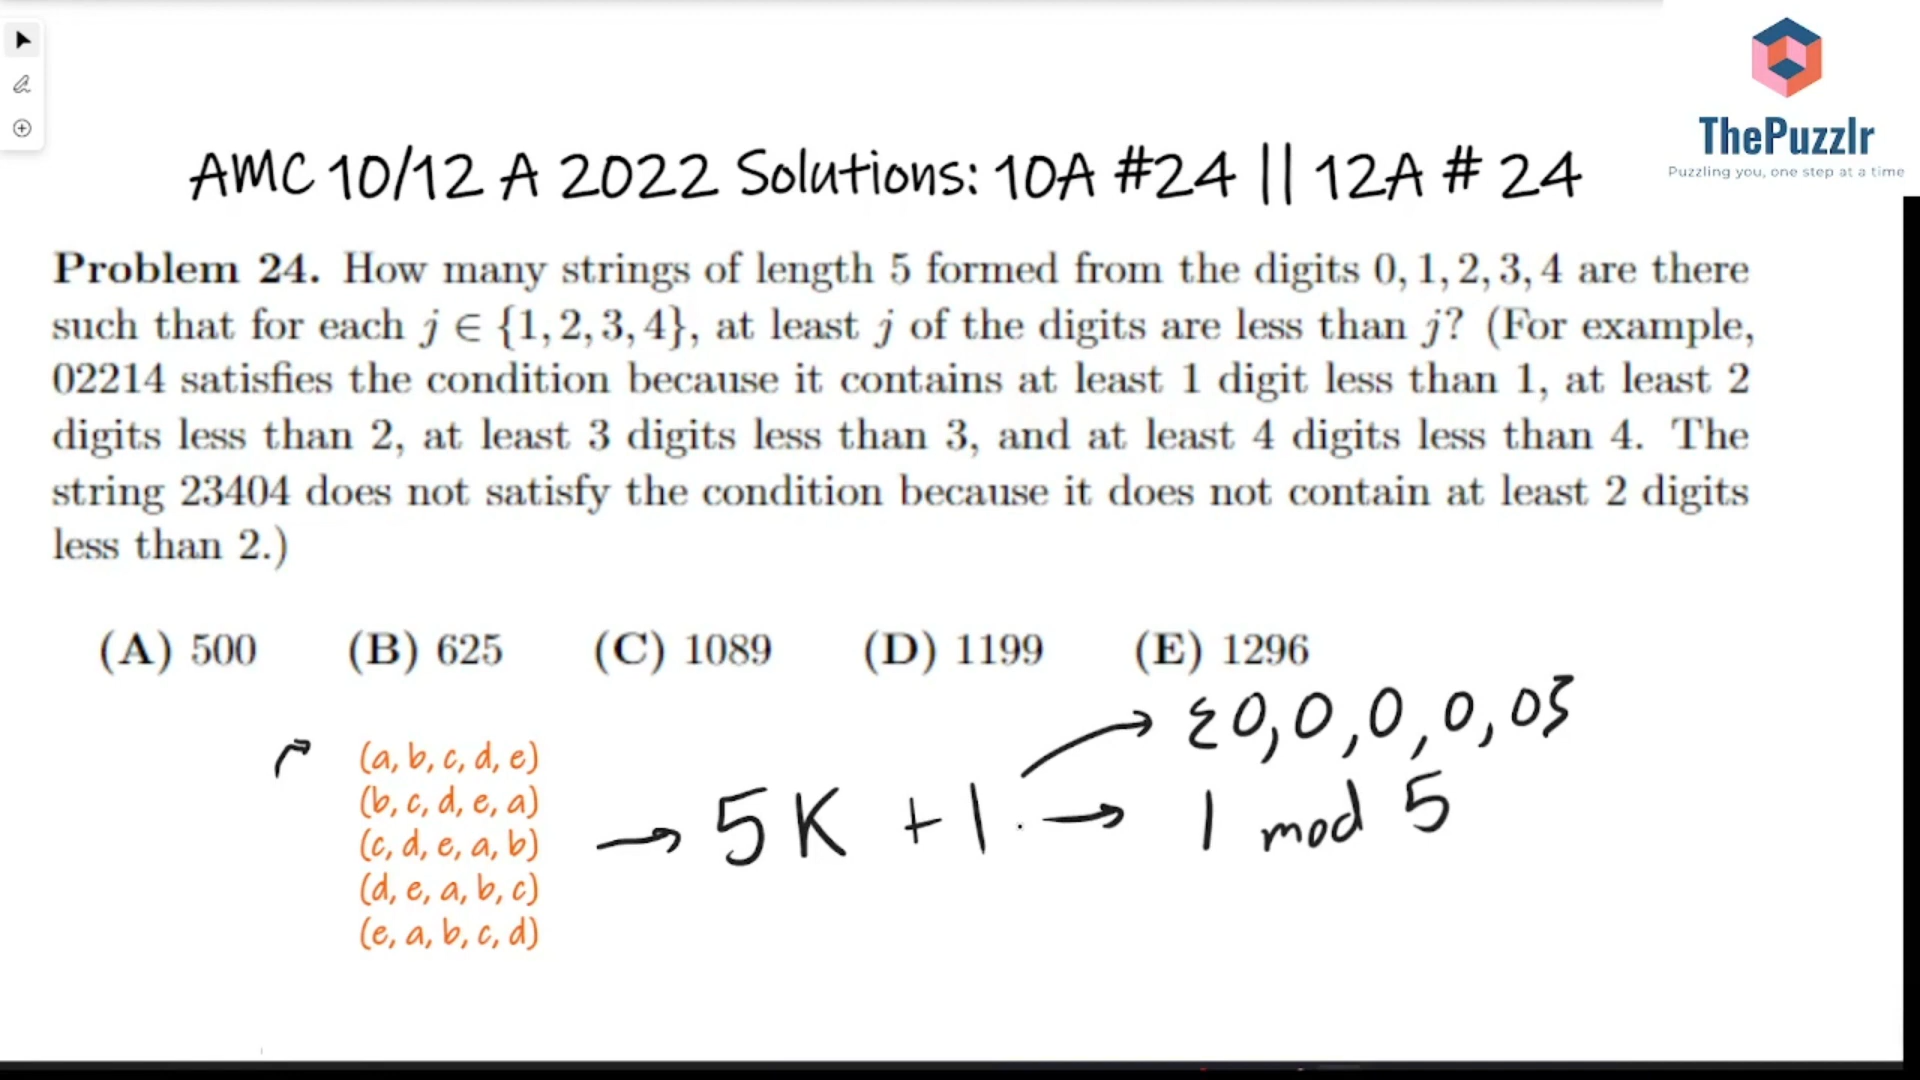 ThePuzzlr
Puzzling you, one step at a time
AMC 10/12 A 2022 Solutions: 10A #24 || 12A # 24
Problem 24. How many strings of length 5 formed from the digits 0, 1, 2, 3, 4 are there
such that for each j ∈ {1, 2, 3, 4}, at least j of the digits are less than j? (For example,
02214 satisfies the condition because it contains at least 1 digit less than 1, at least 2
digits less than 2, at least 3 digits less than 3, and at least 4 digits less than 4. The
string 23404 does not satisfy the condition because it does not contain at least 2 digits
less than 2.)
(A) 500 (B) 625 (C) 1089 (D) 1199 (E) 1296
{0, 0, 0, 0, 0}
(a, b, c, d, e)
(b, c, d, e, a)
(c, d, e, a, b)
(d, e, a, b, c)
(e, a, b, c, d)
→ 5K + 1 → 1 mod 5